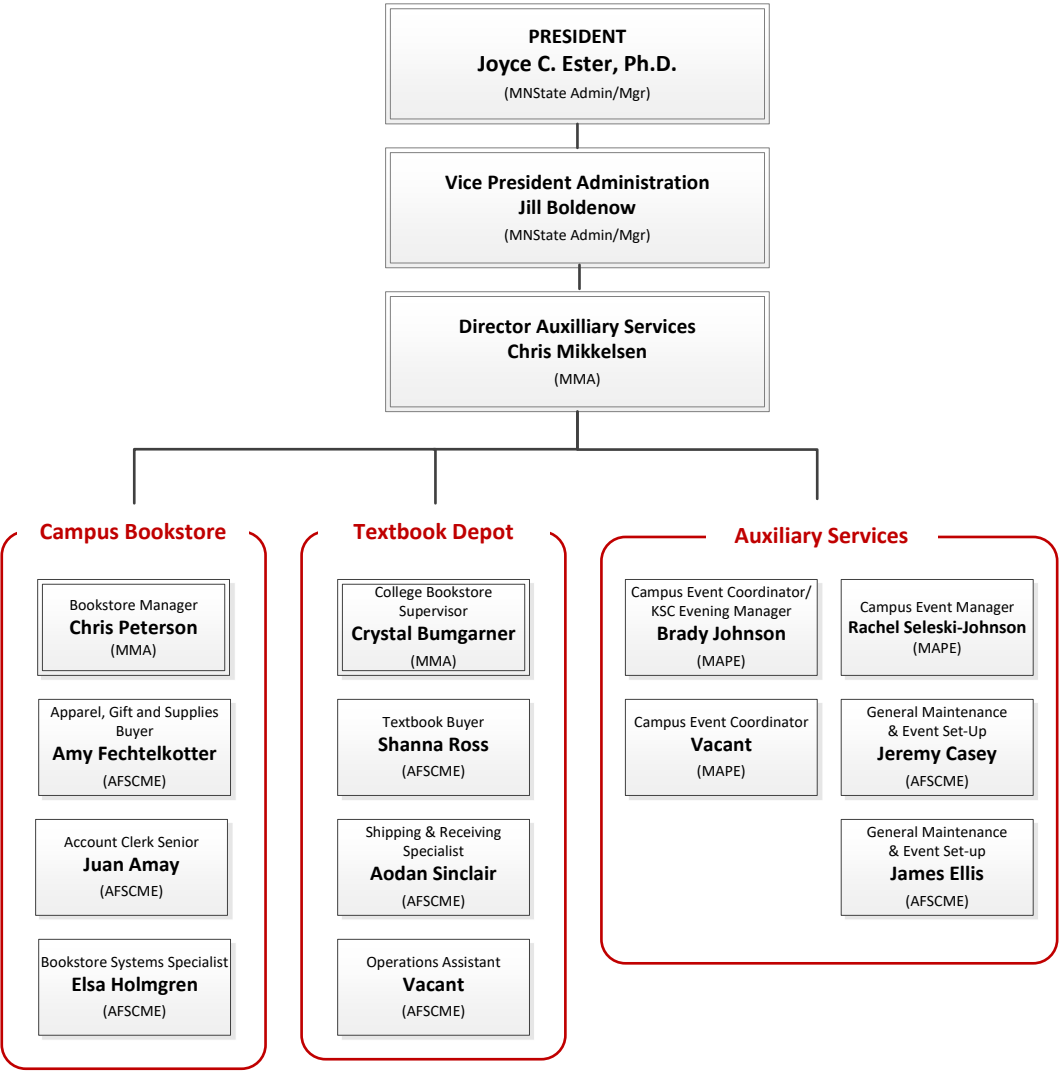 PRESIDENT
Joyce C. Ester, Ph.D.
(MNState Admin/Mgr)
Vice President Administration
Jill Boldenow
(MNState Admin/Mgr)
Director Auxilliary Services
Chris Mikkelsen
(MMA)
Campus Bookstore
Bookstore Manager
Chris Peterson
(MMA)
Apparel, Gift and Supplies
Buyer
Amy Fechtelkotter
(AFSCME)
Account Clerk Senior
Juan Amay
(AFSCME)
Bookstore Systems Specialist
Elsa Holmgren
(AFSCME)
Textbook Depot
College Bookstore
Supervisor
Crystal Bumgarner
(MMA)
Textbook Buyer
Shanna Ross
(AFSCME)
Shipping & Receiving
Specialist
Aodan Sinclair
(AFSCME)
Operations Assistant
Vacant
(AFSCME)
Auxiliary Services
Campus Event Coordinator/
KSC Evening Manager
Brady Johnson
(MAPE)
Campus Event Coordinator
Vacant
(MAPE)
Campus Event Manager
Rachel Seleski-Johnson
(MAPE)
General Maintenance
& Event Set-Up
Jeremy Casey
(AFSCME)
General Maintenance
& Event Set-up
James Ellis
(AFSCME)